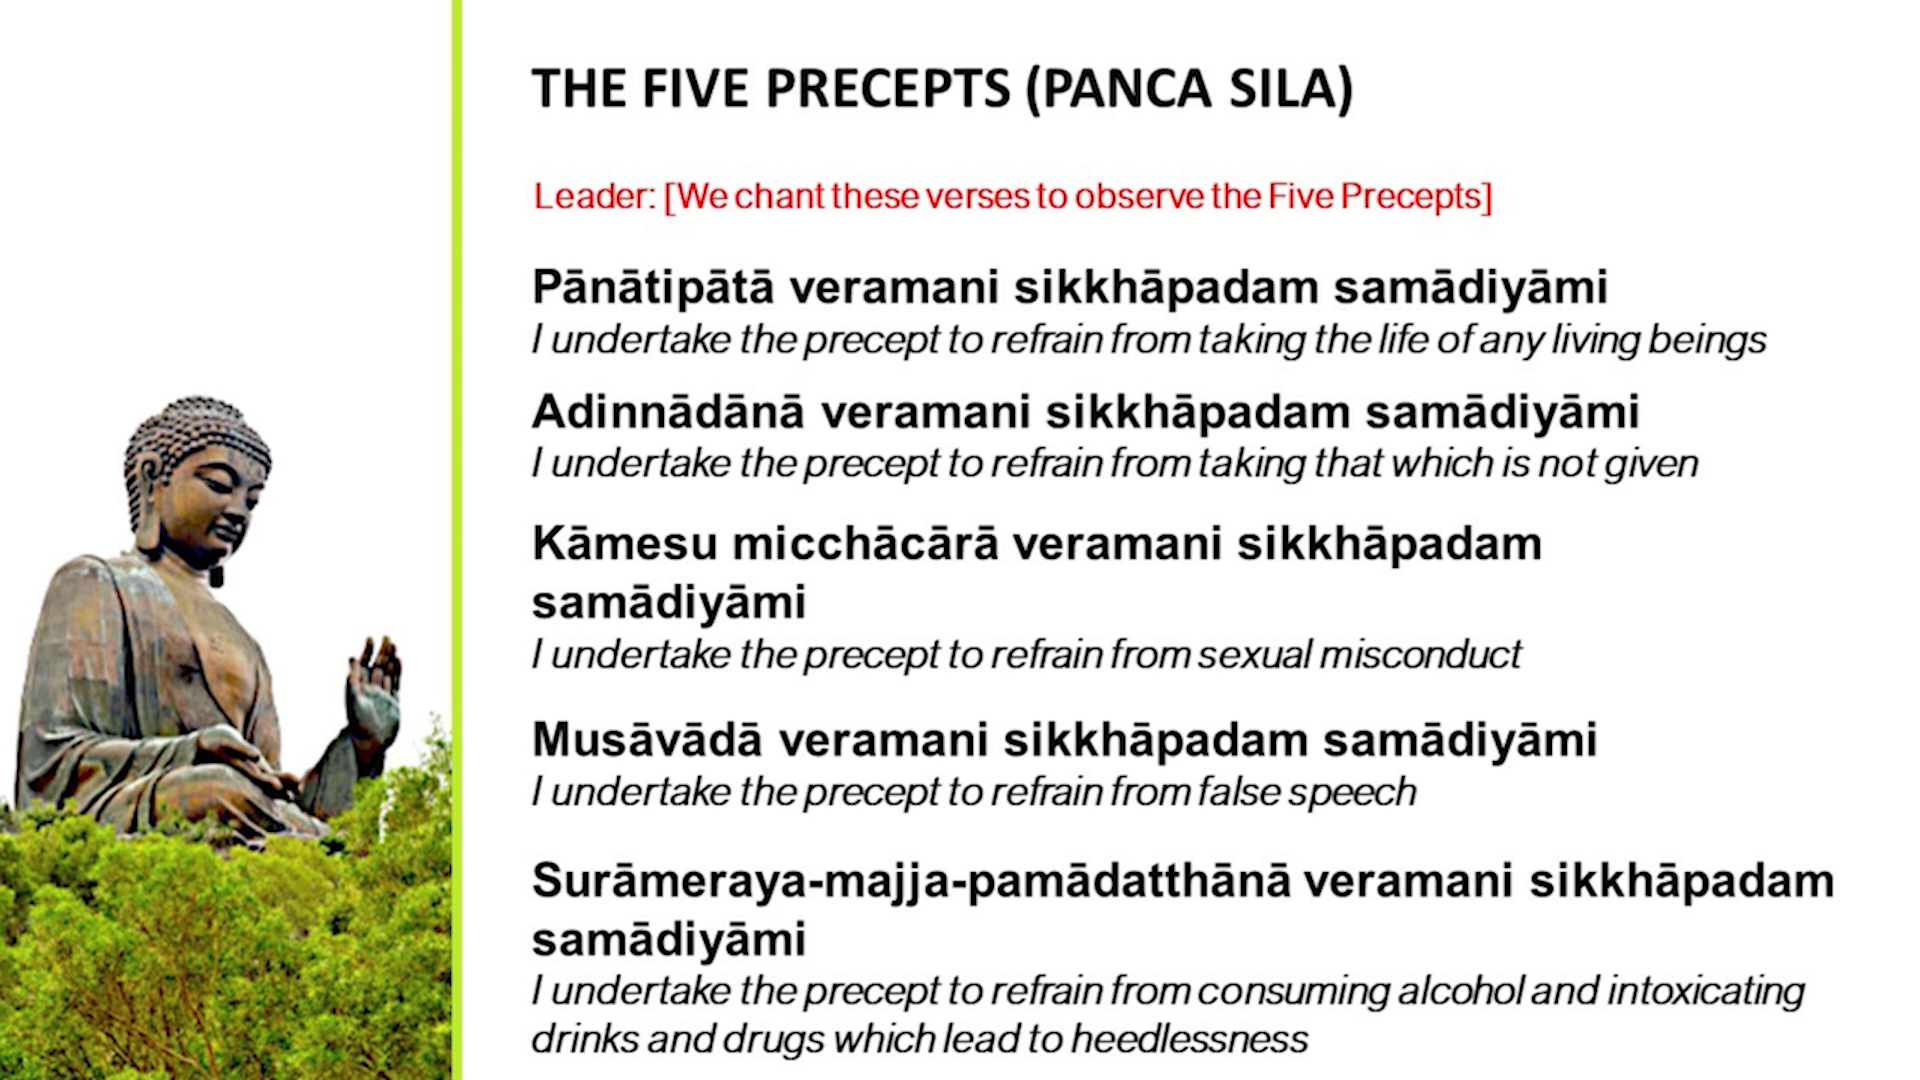 THE FIVE PRECEPTS (PANCA SILA)
Leader: [We chant these verses to observe the Five Precepts]
Pānātipātā veramani sikkhāpadam samādiyāmi
I undertake the precept to refrain from taking the life of any living beings
Adinnādānā veramani sikkhāpadam samādiyāmi
I undertake the precept to refrain from taking that which is not given
Kāmesu micchācārā veramani sikkhāpadam
samādiyāmi
I undertake the precept to refrain from sexual misconduct
Musāvādā veramani sikkhāpadam samādiyāmi
I undertake the precept to refrain from false speech
Surāmeraya-majja-pamādatthānā veramani sikkhāpadam
samādiyāmi
I undertake the precept to refrain from consuming alcohol and intoxicating
drinks and drugs which lead to heedlessness